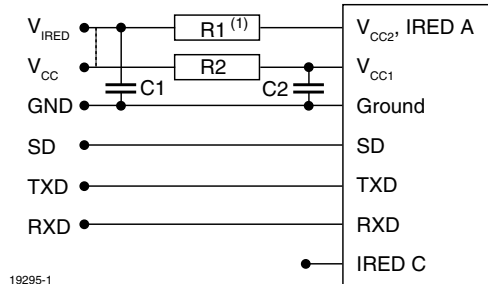 V_IRED R1 (1) V_CC2, IRED A
V_CC R2 V_CC1
C1 C2
GND Ground
SD SD
TXD TXD
RXD RXD
IRED C
19295-1